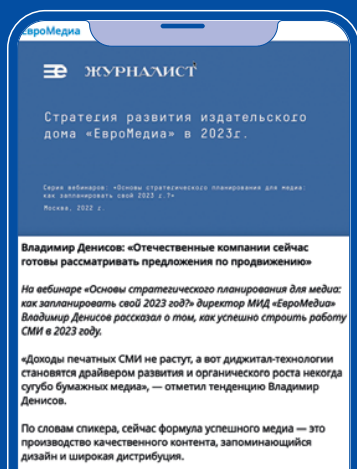 ЕвроМедиа
ЖУРНАЛИСТ
Стратегия развития издательского
дома «ЕвроМедиа» в 2023г.
Серия вебинаров: «Основы стратегического планирования для медиа:
как запланировать свой 2023 г.?»
Москва, 2022 г.
Владимир Денисов: «Отечественные компании сейчас
готовы рассматривать предложения по продвижению»
На вебинаре «Основы стратегического планирования для медиа:
как запланировать свой 2023 год?» директор МИД «ЕвроМедиа»
Владимир Денисов рассказал о том, как успешно строить работу
СМИ в 2023 году.
«Доходы печатных СМИ не растут, а вот диджитал-технологии
становятся драйвером развития и органического роста некогда
сугубо бумажных медиа», — отметил тенденцию Владимир
Денисов.
По словам спикера, сейчас формула успешного медиа — это
производство качественного контента, запоминающийся
дизайн и широкая дистрибуция.